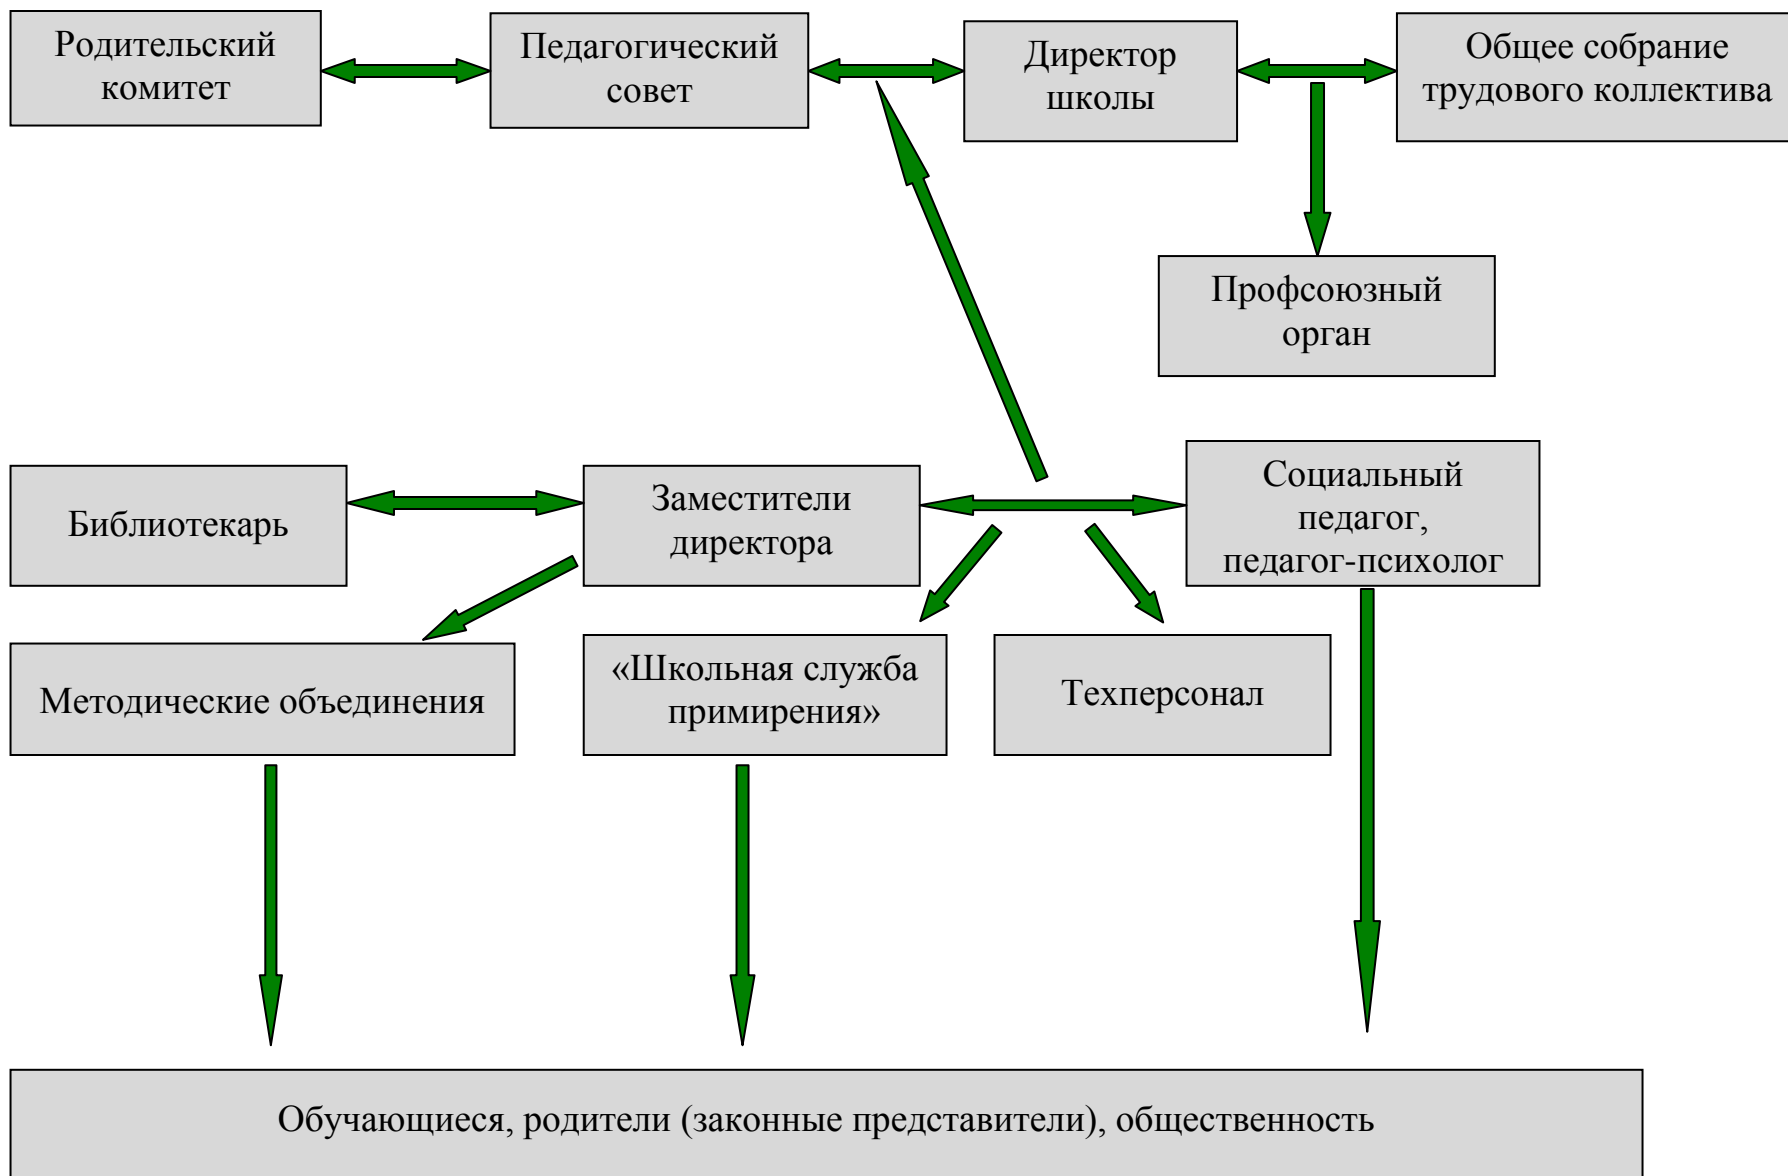 Родительский
комитет
Педагогический
совет
Директор
школы
Общее собрание
трудового коллектива
Профсоюзный
орган
Библиотекарь
Заместители
директора
Социальный
педагог,
педагог-психолог
Методические объединения
«Школьная служба
примирения»
Техперсонал
Обучающиеся, родители (законные представители), общественность